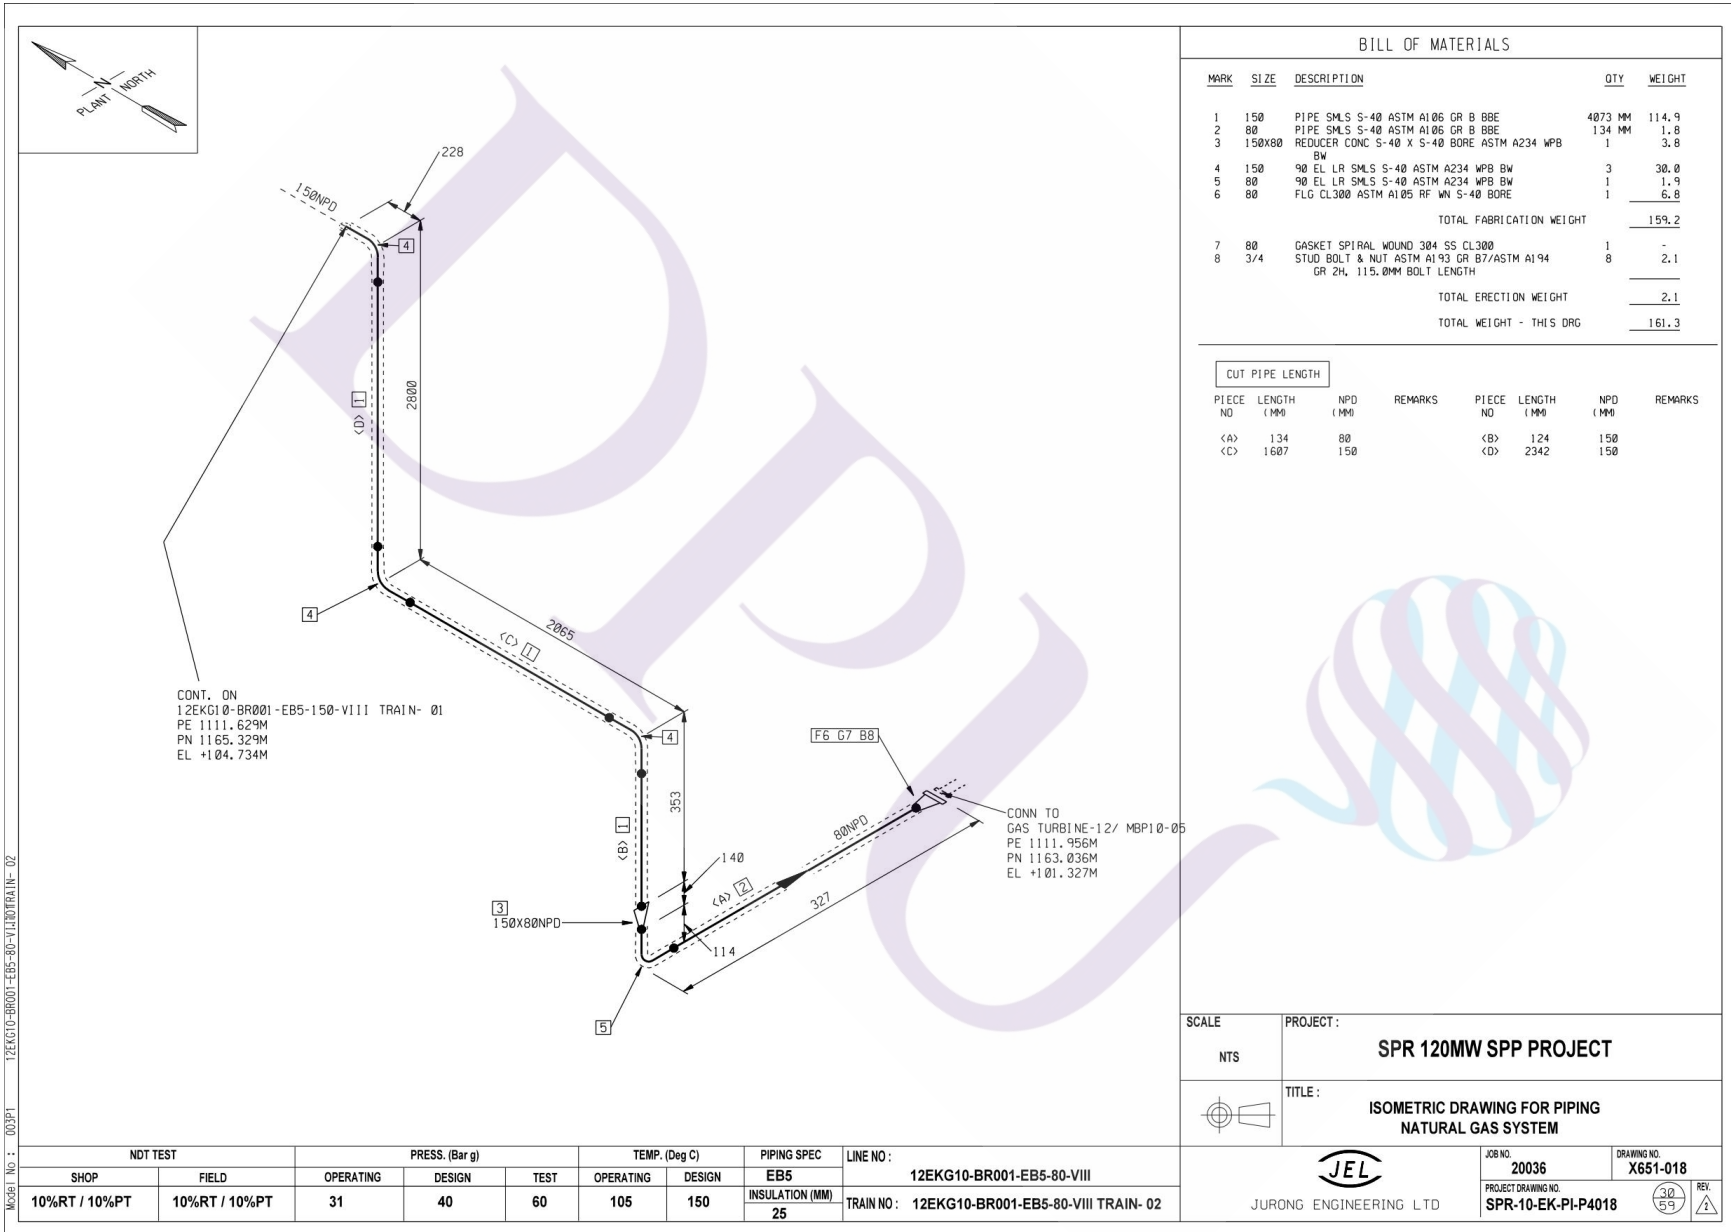 N
PLANT NORTH
228
150NPD
4
2800
<D> 1
4
2065
<C> 1
CONT. ON
12EKG10-BR001-EB5-150-VIII TRAIN- 01
PE 1111.629M
PN 1165.329M
EL +104.734M
4
F6 G7 B8
353
<B> 1
80NPD
CONN TO
GAS TURBINE-12/ MBP10-05
PE 1111.956M
PN 1163.036M
EL +101.327M
140
<A> 2
327
3
150X80NPD
114
5
DPU
BILL OF MATERIALS
MARK SIZE DESCRIPTION QTY WEIGHT
1 150 PIPE SMLS S-40 ASTM A106 GR B BBE 4073 MM 114.9
2 80 PIPE SMLS S-40 ASTM A106 GR B BBE 134 MM 1.8
3 150X80 REDUCER CONC S-40 X S-40 BORE ASTM A234 WPB 1 3.8
BW
4 150 90 EL LR SMLS S-40 ASTM A234 WPB BW 3 30.0
5 80 90 EL LR SMLS S-40 ASTM A234 WPB BW 1 1.9
6 80 FLG CL300 ASTM A105 RF WN S-40 BORE 1 6.8
TOTAL FABRICATION WEIGHT 159.2
7 80 GASKET SPIRAL WOUND 304 SS CL300 1 -
8 3/4 STUD BOLT & NUT ASTM A193 GR B7/ASTM A194 8 2.1
GR 2H, 115.0MM BOLT LENGTH
TOTAL ERECTION WEIGHT 2.1
TOTAL WEIGHT - THIS DRG 161.3
CUT PIPE LENGTH
PIECE LENGTH NPD REMARKS PIECE LENGTH NPD REMARKS
NO (MM) (MM) NO (MM) (MM)
<A> 134 80 <B> 124 150
<C> 1607 150 <D> 2342 150
SCALE
NTS
PROJECT :
SPR 120MW SPP PROJECT
TITLE :
ISOMETRIC DRAWING FOR PIPING
NATURAL GAS SYSTEM
JEL
JURONG ENGINEERING LTD
JOB NO.
20036
DRAWING NO.
X651-018
PROJECT DRAWING NO.
SPR-10-EK-PI-P4018
30
59
REV.
2
NDT TEST PRESS. (Bar g) TEMP. (Deg C) PIPING SPEC LINE NO :
SHOP FIELD OPERATING DESIGN TEST OPERATING DESIGN EB5 12EKG10-BR001-EB5-80-VIII
10%RT / 10%PT 10%RT / 10%PT 31 40 60 105 150 INSULATION (MM) 25 TRAIN NO : 12EKG10-BR001-EB5-80-VIII TRAIN- 02
Model No : 003P1 12EKG10-BR001-EB5-80- TRAIN- 02